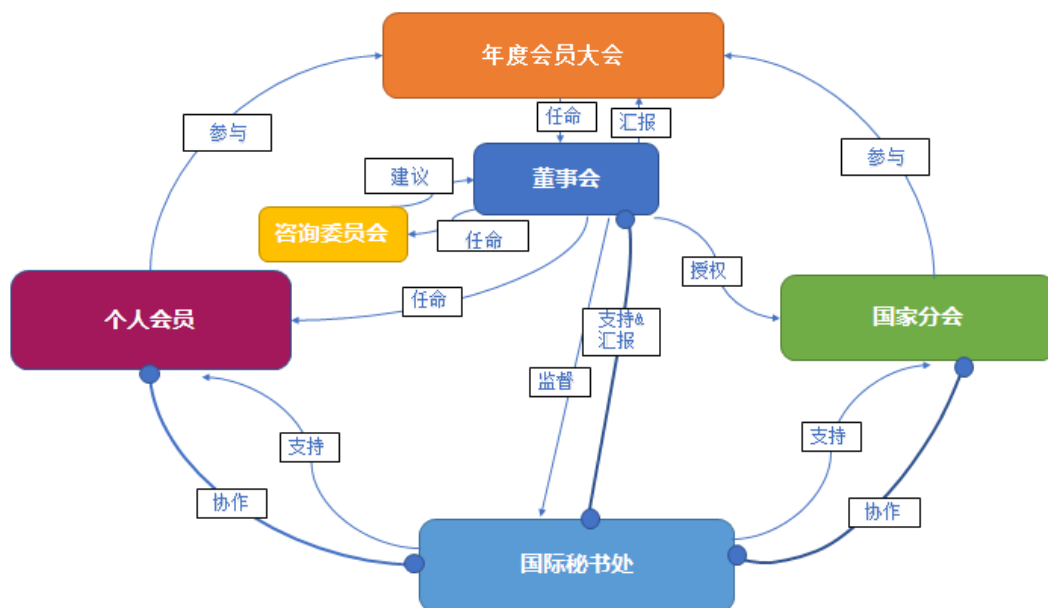 年度会员大会
任命
汇报
参与
参与
建议
董事会
咨询委员会
任命
授权
任命
个人会员
支持&
汇报
国家分会
监督
支持
支持
协作
协作
国际秘书处